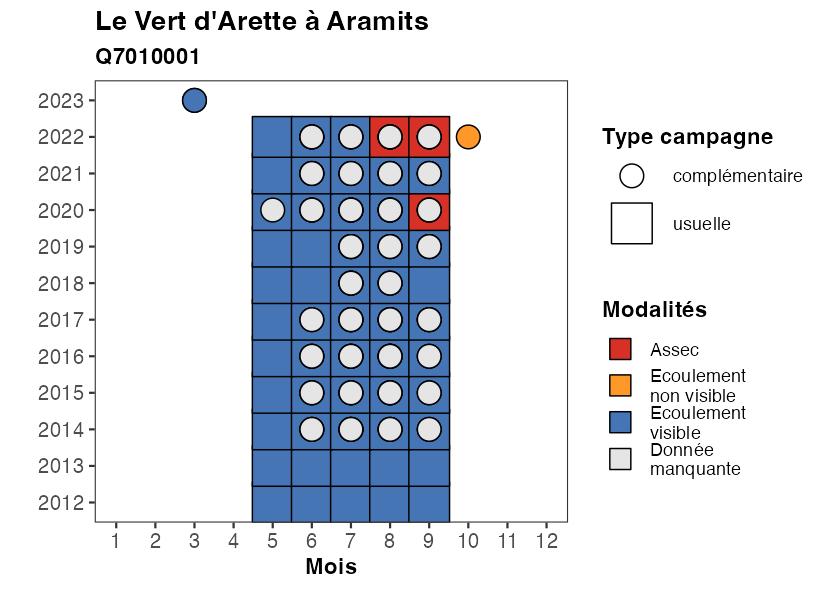 Le Vert d'Arette à Aramits
Q7010001
2023
2022
2021
2020
2019
2018
2017
2016
2015
2014
2013
2012
1 2 3 4 5 6 7 8 9 10 11 12
Mois
Type campagne
complémentaire
usuelle
Modalités
Assec
Ecoulement
non visible
Ecoulement
visible
Donnée
manquante